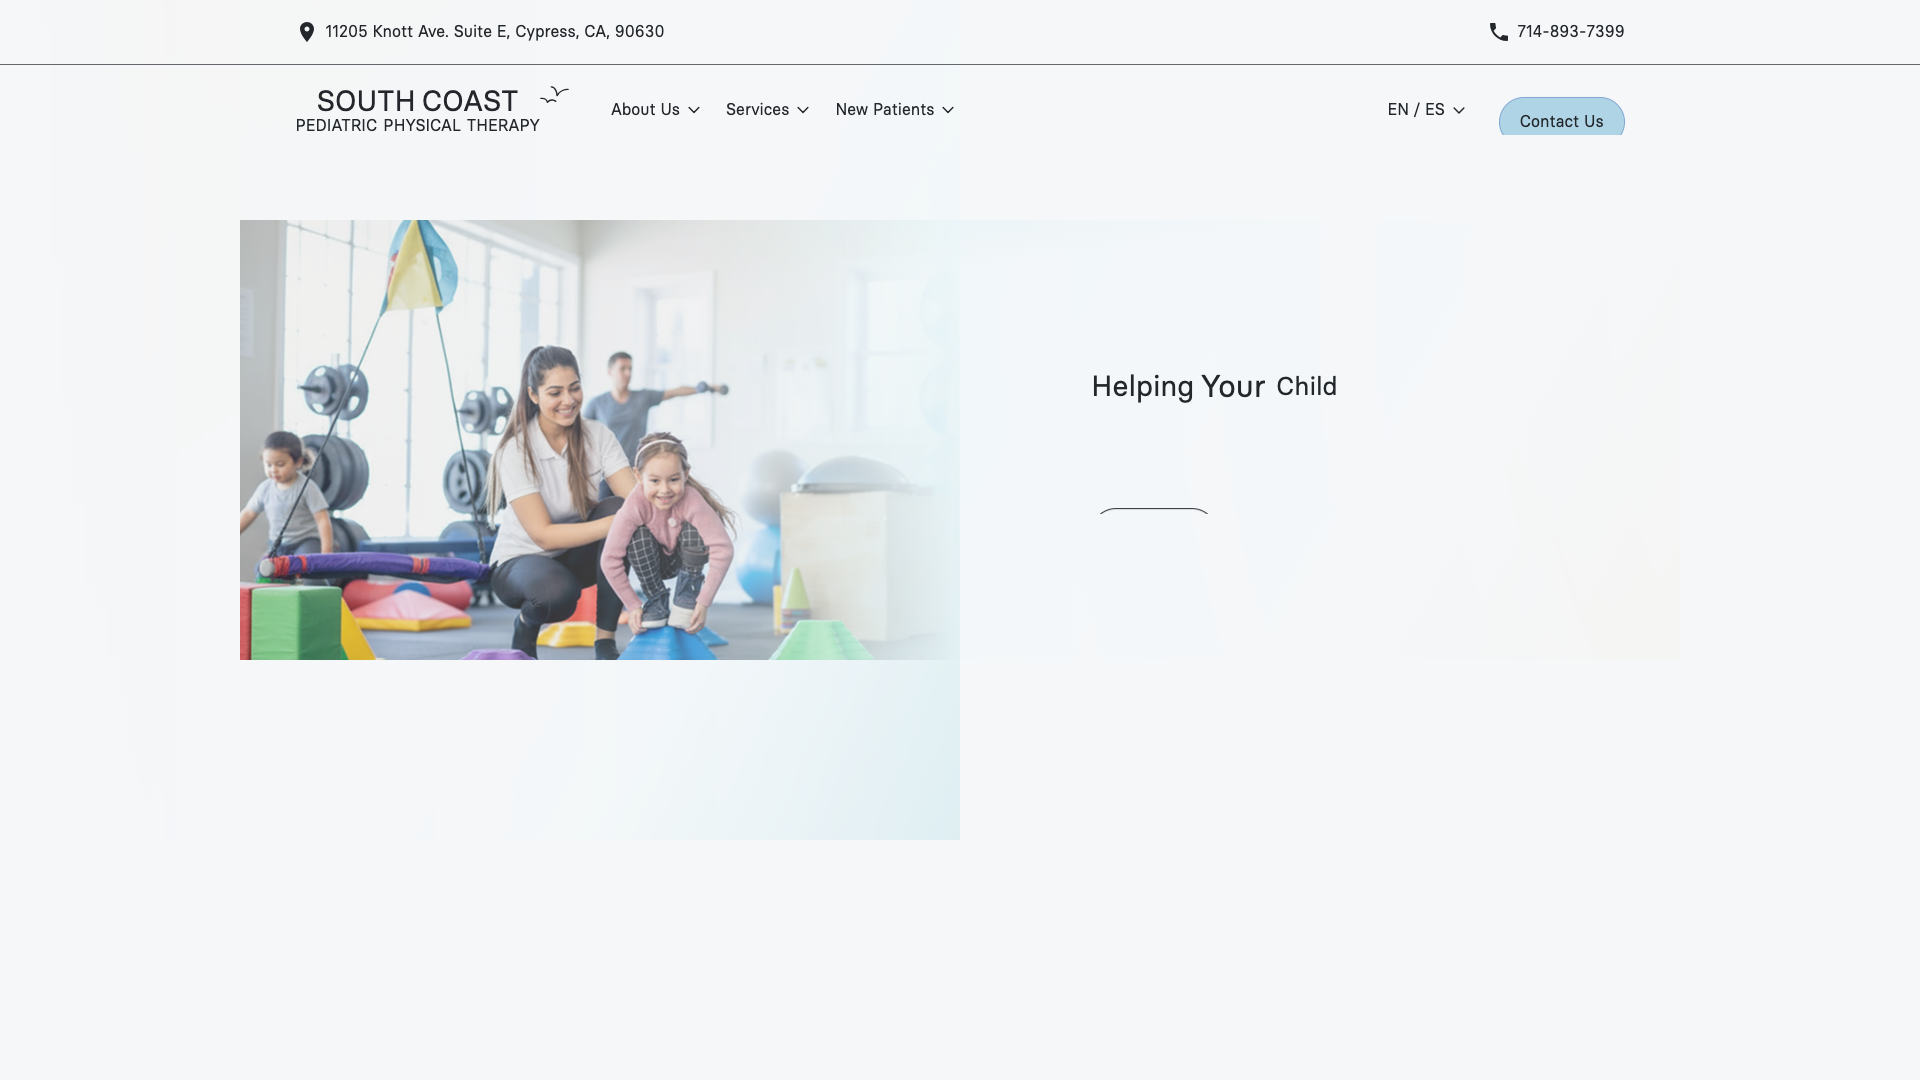 11205 Knott Ave. Suite E, Cypress, CA, 90630
714-893-7399
SOUTH COAST
PEDIATRIC PHYSICAL THERAPY
About Us
Services
New Patients
EN / ES
Contact Us
Helping Your Child